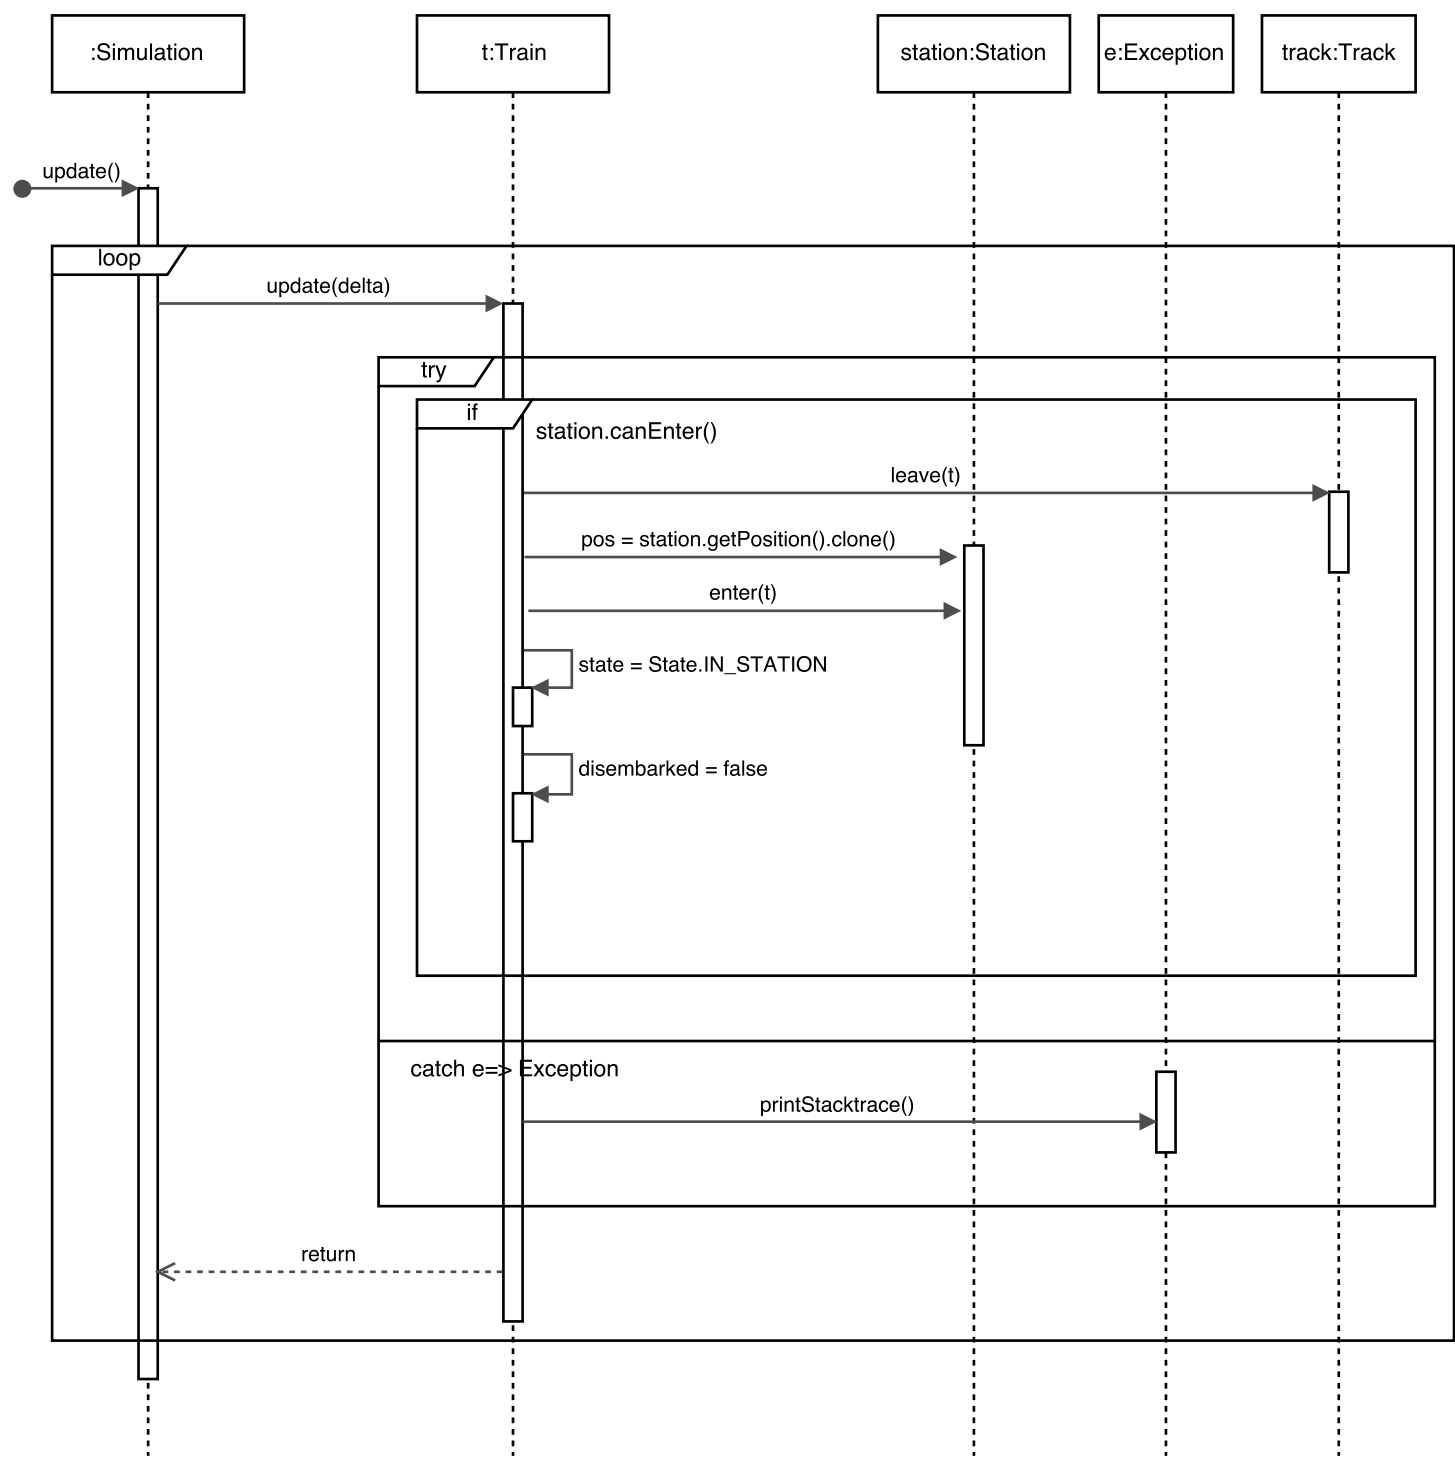 :Simulation
t:Train
station:Station
e:Exception
track:Track
update()
loop
update(delta)
try
if
station.canEnter()
leave(t)
pos = station.getPosition().clone()
enter(t)
state = State.IN_STATION
disembarked = false
catch e=> Exception
printStacktrace()
return